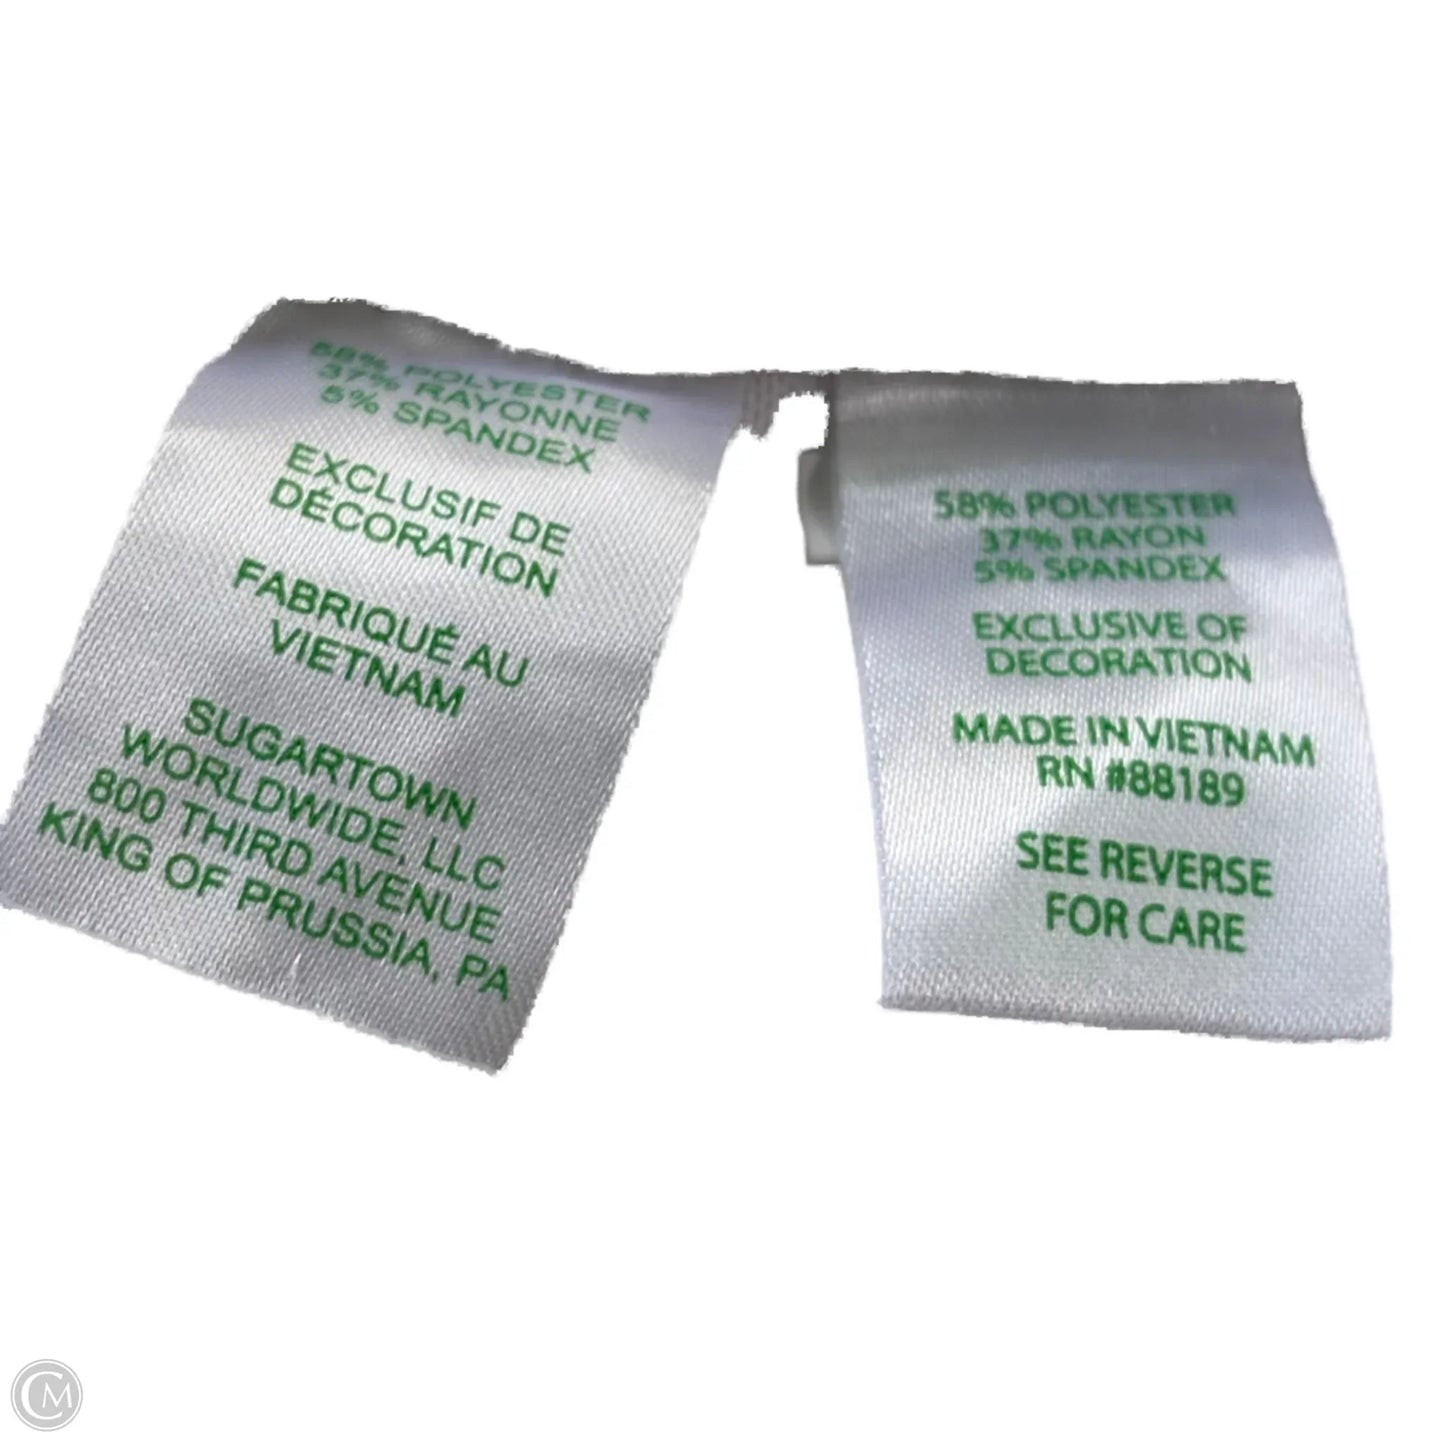 58% POLYESTER
37% RAYONNE
5% SPANDEX
EXCLUSIF DE
DÉCORATION
FABRIQUÉ AU
VIETNAM
SUGARTOWN
WORLDWIDE, LLC
800 THIRD AVENUE
KING OF PRUSSIA, PA
58% POLYESTER
37% RAYON
5% SPANDEX
EXCLUSIVE OF
DECORATION
MADE IN VIETNAM
RN #88189
SEE REVERSE
FOR CARE
CM